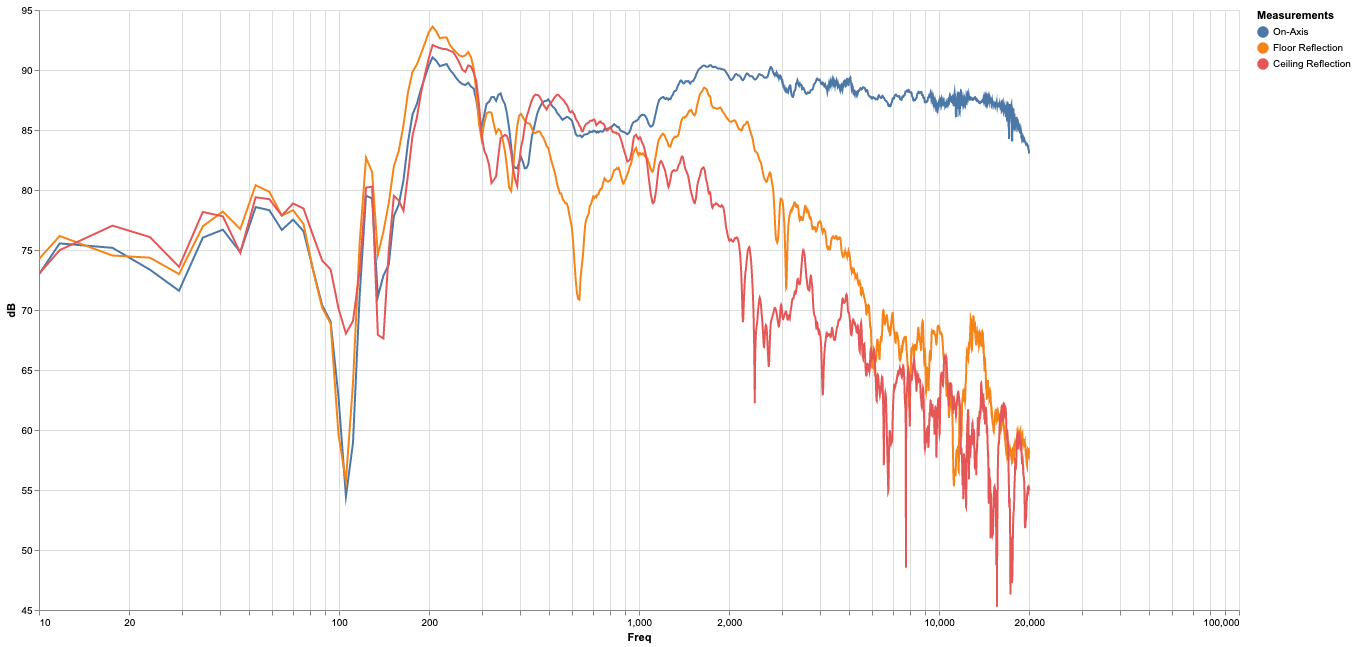 Measurements
On-Axis
Floor Reflection
Ceiling Reflection
95
90
85
80
75
70
65
60
55
50
45
dB
10 20 100 200 1,000 2,000 10,000 20,000 100,000
Freq